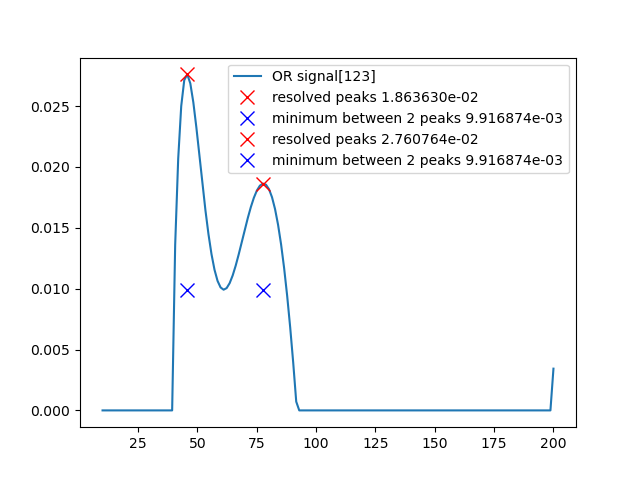 OR signal[123]
resolved peaks 1.863630e-02
minimum between 2 peaks 9.916874e-03
resolved peaks 2.760764e-02
minimum between 2 peaks 9.916874e-03
0.025
0.020
0.015
0.010
0.005
0.000
25 50 75 100 125 150 175 200